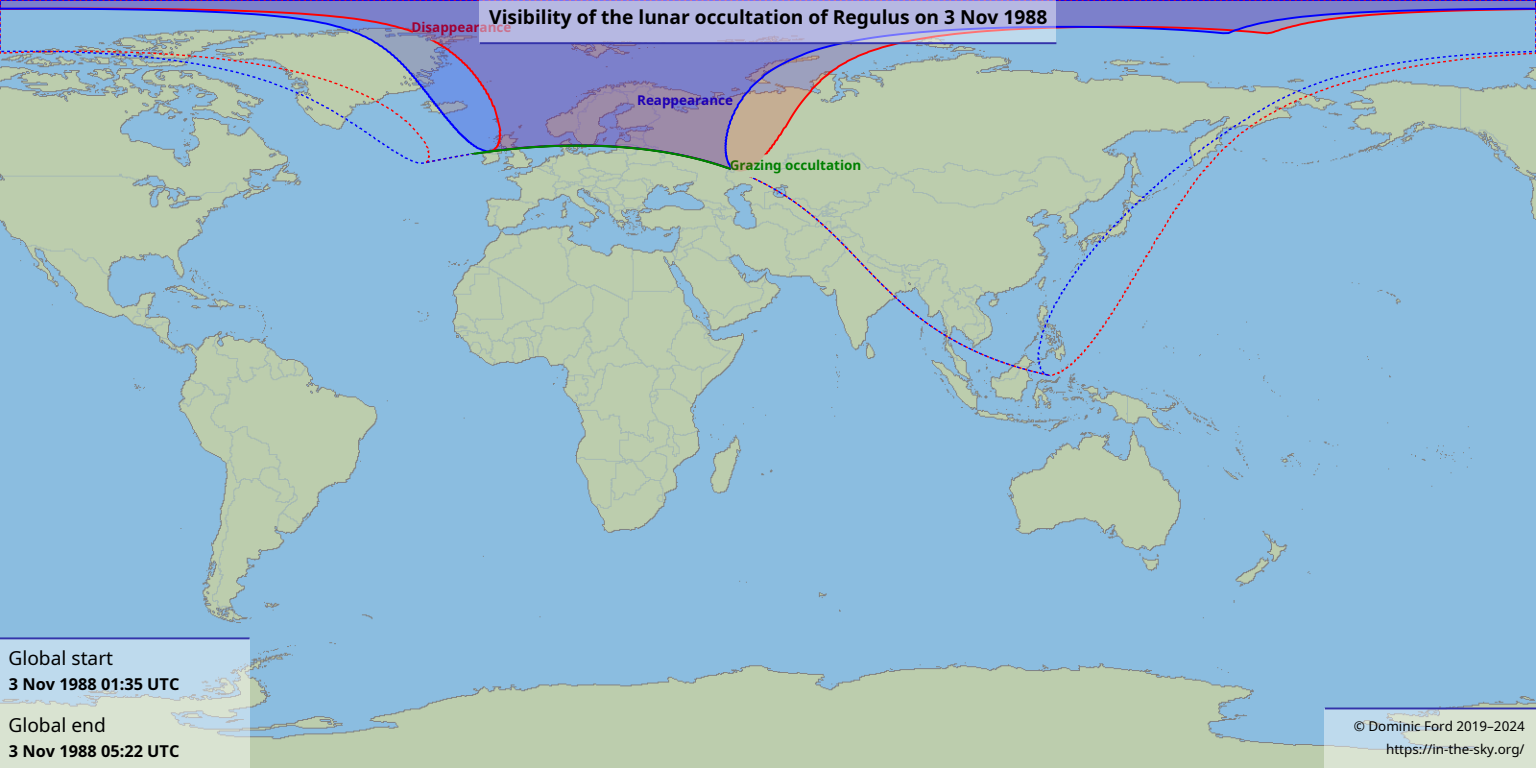 Visibility of the lunar occultation of Regulus on 3 Nov 1988
Disappearance
Reappearance
Grazing occultation
Global start
3 Nov 1988 01:35 UTC
Global end
3 Nov 1988 05:22 UTC
© Dominic Ford 2019–2024
https://in-the-sky.org/